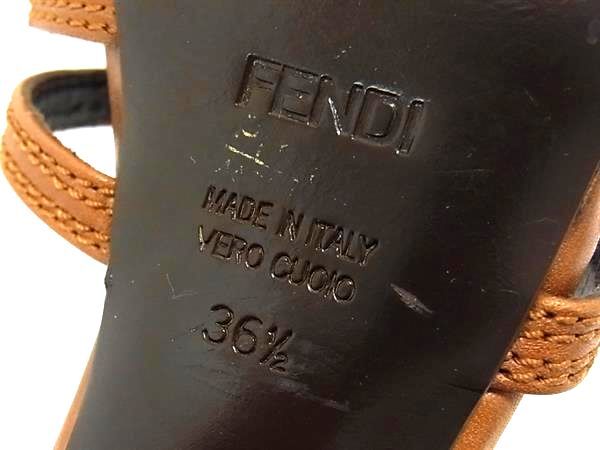 FENDI
MADE IN ITALY
VERO CUOIO
36½